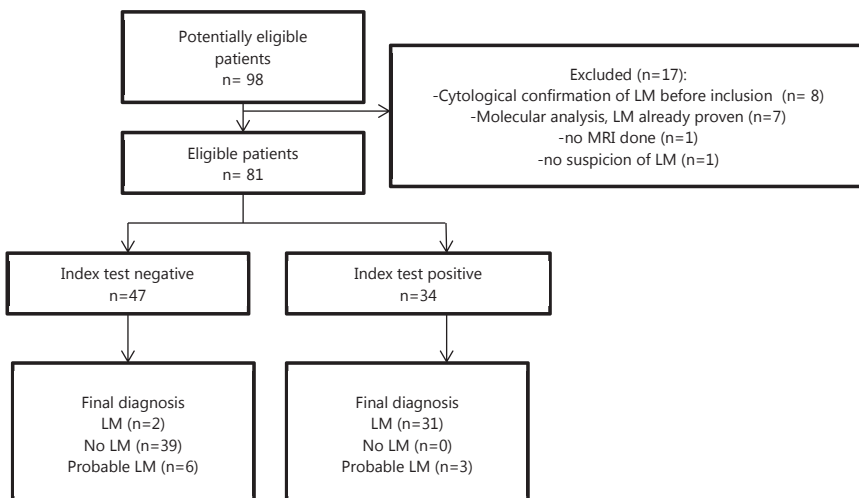 Potentially eligible
patients
n= 98
Excluded (n=17):
-Cytological confirmation of LM before inclusion (n= 8)
-Molecular analysis, LM already proven (n=7)
-no MRI done (n=1)
-no suspicion of LM (n=1)
Eligible patients
n= 81
Index test negative
n=47
Index test positive
n=34
Final diagnosis
LM (n=2)
No LM (n=39)
Probable LM (n=6)
Final diagnosis
LM (n=31)
No LM (n=0)
Probable LM (n=3)